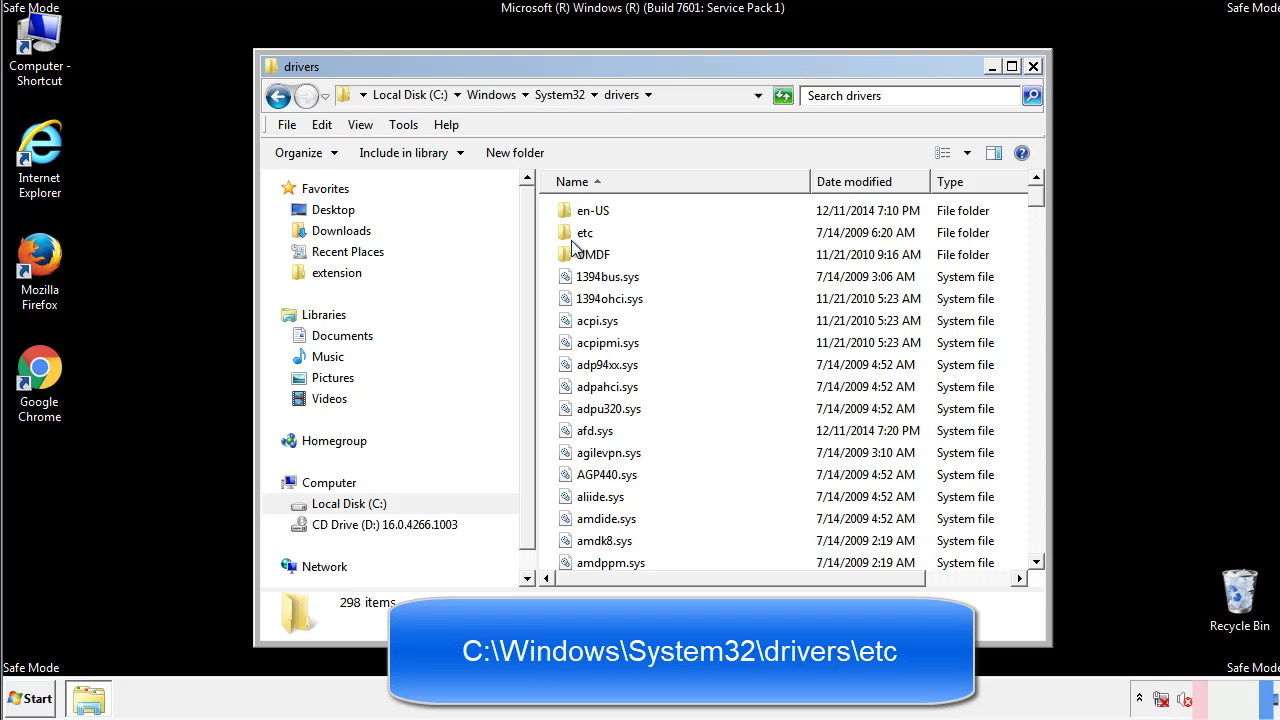 Safe Mode
Microsoft (R) Windows (R) (Build 7601: Service Pack 1)
Safe Mode
Computer -
Shortcut
Internet
Explorer
Mozilla
Firefox
Google
Chrome
Recycle Bin
drivers
Local Disk (C:) Windows System32 drivers
Search drivers
File Edit View Tools Help
Organize Include in library New folder
Favorites
Desktop
Downloads
Recent Places
extension
Libraries
Documents
Music
Pictures
Videos
Homegroup
Computer
Local Disk (C:)
CD Drive (D:) 16.0.4266.1003
Network
Name Date modified Type
en-US 12/11/2014 7:10 PM File folder
etc 7/14/2009 6:20 AM File folder
UMDF 11/21/2010 9:16 AM File folder
1394bus.sys 7/14/2009 3:06 AM System file
1394ohci.sys 11/21/2010 5:23 AM System file
acpi.sys 11/21/2010 5:23 AM System file
acpipmi.sys 11/21/2010 5:23 AM System file
adp94xx.sys 7/14/2009 4:52 AM System file
adpahci.sys 7/14/2009 4:52 AM System file
adpu320.sys 7/14/2009 4:52 AM System file
afd.sys 12/11/2014 7:20 PM System file
agilevpn.sys 7/14/2009 3:10 AM System file
AGP440.sys 7/14/2009 4:52 AM System file
aliide.sys 7/14/2009 4:52 AM System file
amdide.sys 7/14/2009 4:52 AM System file
amdk8.sys 7/14/2009 2:19 AM System file
amdppm.sys 7/14/2009 2:19 AM System file
298 items
C:\Windows\System32\drivers\etc
Safe Mode
Safe Mode
Start